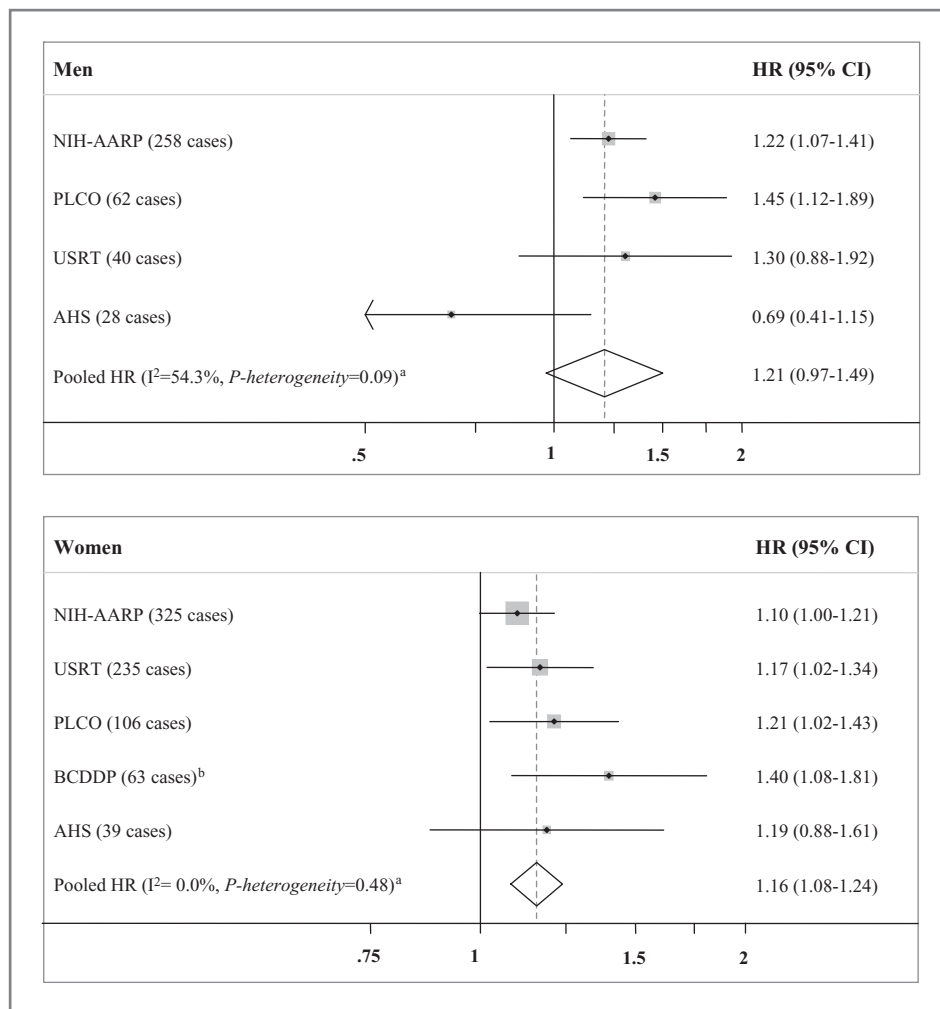 Men HR (95% CI)
NIH-AARP (258 cases) 1.22 (1.07-1.41)
PLCO (62 cases) 1.45 (1.12-1.89)
USRT (40 cases) 1.30 (0.88-1.92)
AHS (28 cases) 0.69 (0.41-1.15)
Pooled HR (I²=54.3%, P-heterogeneity=0.09)ᵃ 1.21 (0.97-1.49)
.5 1 1.5 2
Women HR (95% CI)
NIH-AARP (325 cases) 1.10 (1.00-1.21)
USRT (235 cases) 1.17 (1.02-1.34)
PLCO (106 cases) 1.21 (1.02-1.43)
BCDDP (63 cases)ᵇ 1.40 (1.08-1.81)
AHS (39 cases) 1.19 (0.88-1.61)
Pooled HR (I²= 0.0%, P-heterogeneity=0.48)ᵃ 1.16 (1.08-1.24)
.75 1 1.5 2